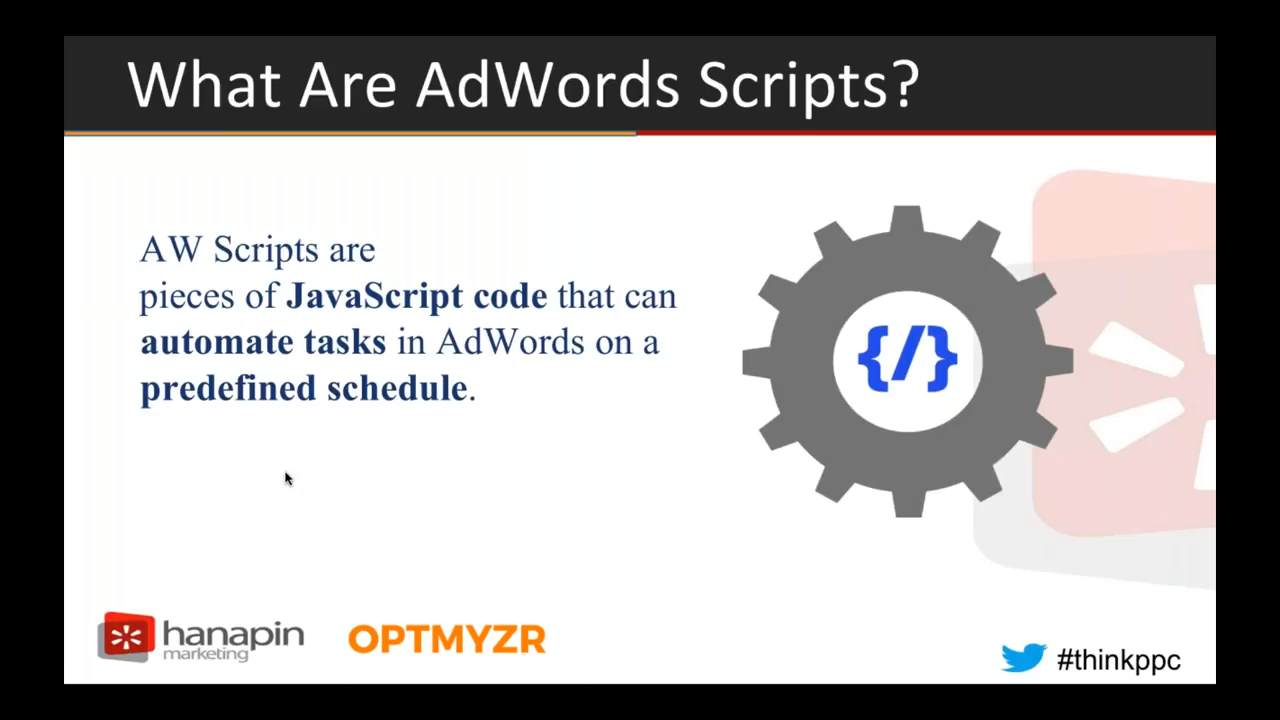 What Are AdWords Scripts?
AW Scripts are
pieces of JavaScript code that can
automate tasks in AdWords on a
predefined schedule.
{/}
hanapin
marketing
OPTMYZR
#thinkppc